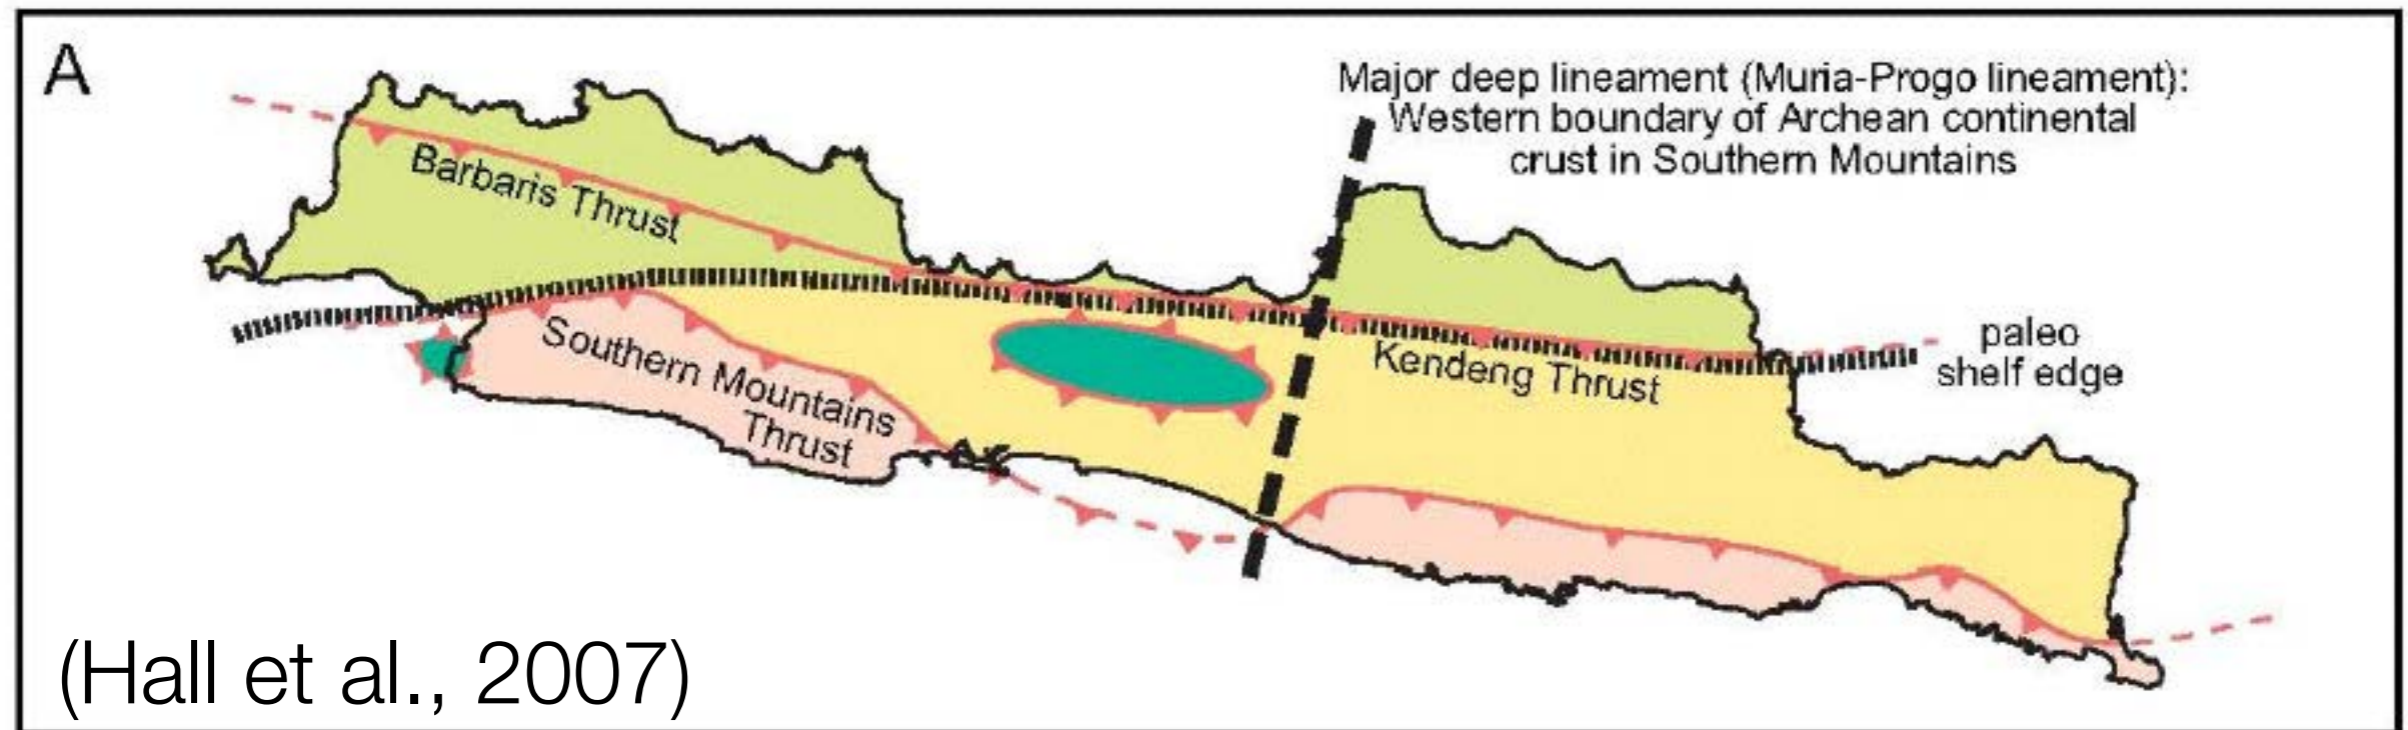 A
Major deep lineament (Muria-Progo lineament):
Western boundary of Archean continental
crust in Southern Mountains
Barbaris Thrust
Southern Mountains
Thrust
Kendeng Thrust
paleo
shelf edge
(Hall et al., 2007)